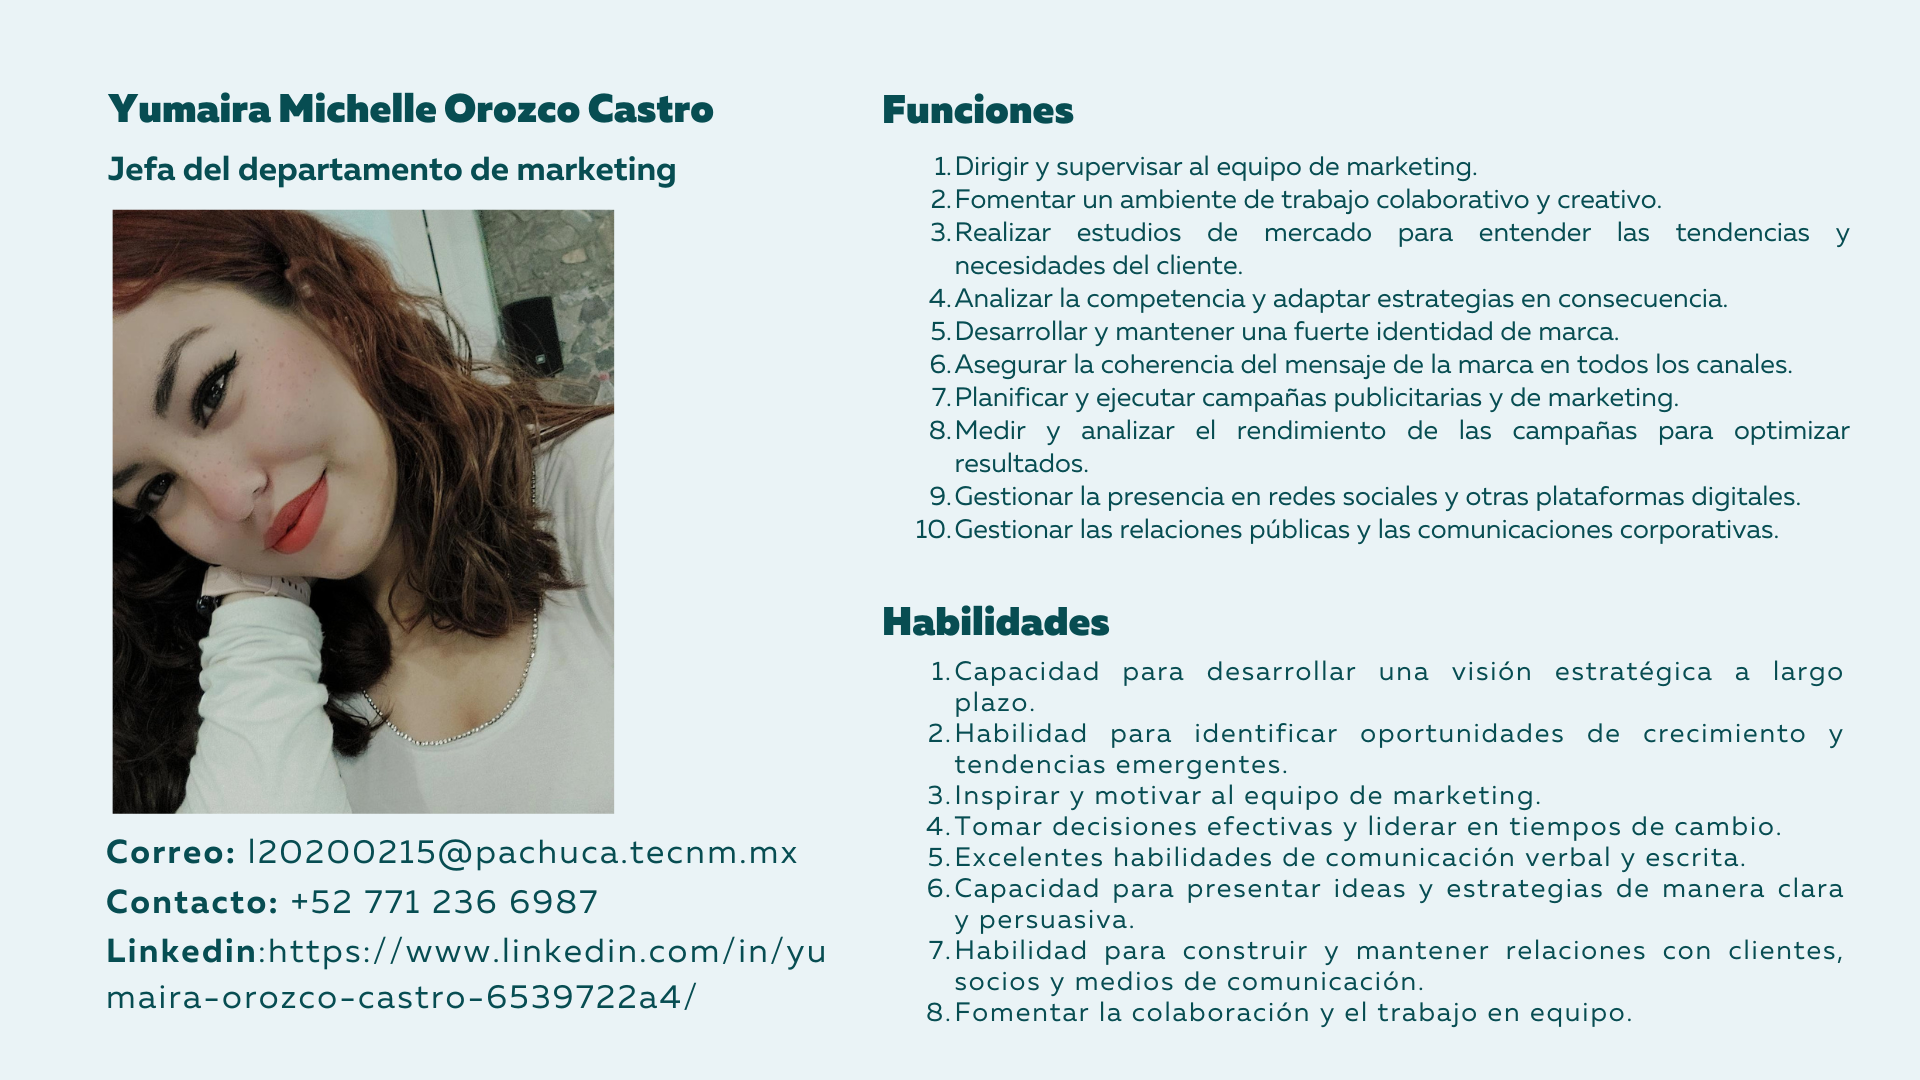 Yumaira Michelle Orozco Castro
Jefa del departamento de marketing
Correo: l20200215@pachuca.tecnm.mx
Contacto: +52 771 236 6987
Linkedin:https://www.linkedin.com/in/yu
maira-orozco-castro-6539722a4/
Funciones
1. Dirigir y supervisar al equipo de marketing.
2. Fomentar un ambiente de trabajo colaborativo y creativo.
3. Realizar estudios de mercado para entender las tendencias y
necesidades del cliente.
4. Analizar la competencia y adaptar estrategias en consecuencia.
5. Desarrollar y mantener una fuerte identidad de marca.
6. Asegurar la coherencia del mensaje de la marca en todos los canales.
7. Planificar y ejecutar campañas publicitarias y de marketing.
8. Medir y analizar el rendimiento de las campañas para optimizar
resultados.
9. Gestionar la presencia en redes sociales y otras plataformas digitales.
10. Gestionar las relaciones públicas y las comunicaciones corporativas.
Habilidades
1. Capacidad para desarrollar una visión estratégica a largo
plazo.
2. Habilidad para identificar oportunidades de crecimiento y
tendencias emergentes.
3. Inspirar y motivar al equipo de marketing.
4. Tomar decisiones efectivas y liderar en tiempos de cambio.
5. Excelentes habilidades de comunicación verbal y escrita.
6. Capacidad para presentar ideas y estrategias de manera clara
y persuasiva.
7. Habilidad para construir y mantener relaciones con clientes,
socios y medios de comunicación.
8. Fomentar la colaboración y el trabajo en equipo.